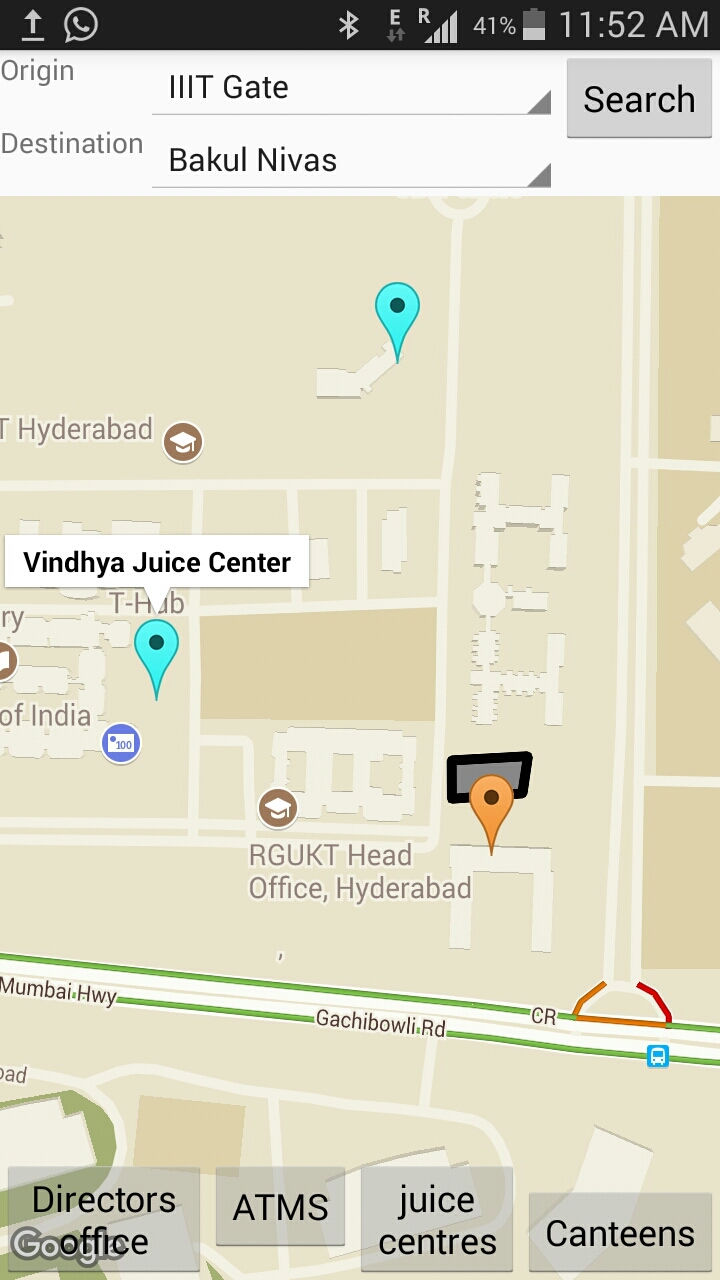 E R 41% 11:52 AM
Origin IIIT Gate Search
Destination Bakul Nivas
T Hyderabad
Vindhya Juice Center
T-Hub
ry
of India
100
RGUKT Head
Office, Hyderabad
Mumbai Hwy
Gachibowli Rd
CR
oad
Directors
office
ATMS
juice
centres
Canteens
Google